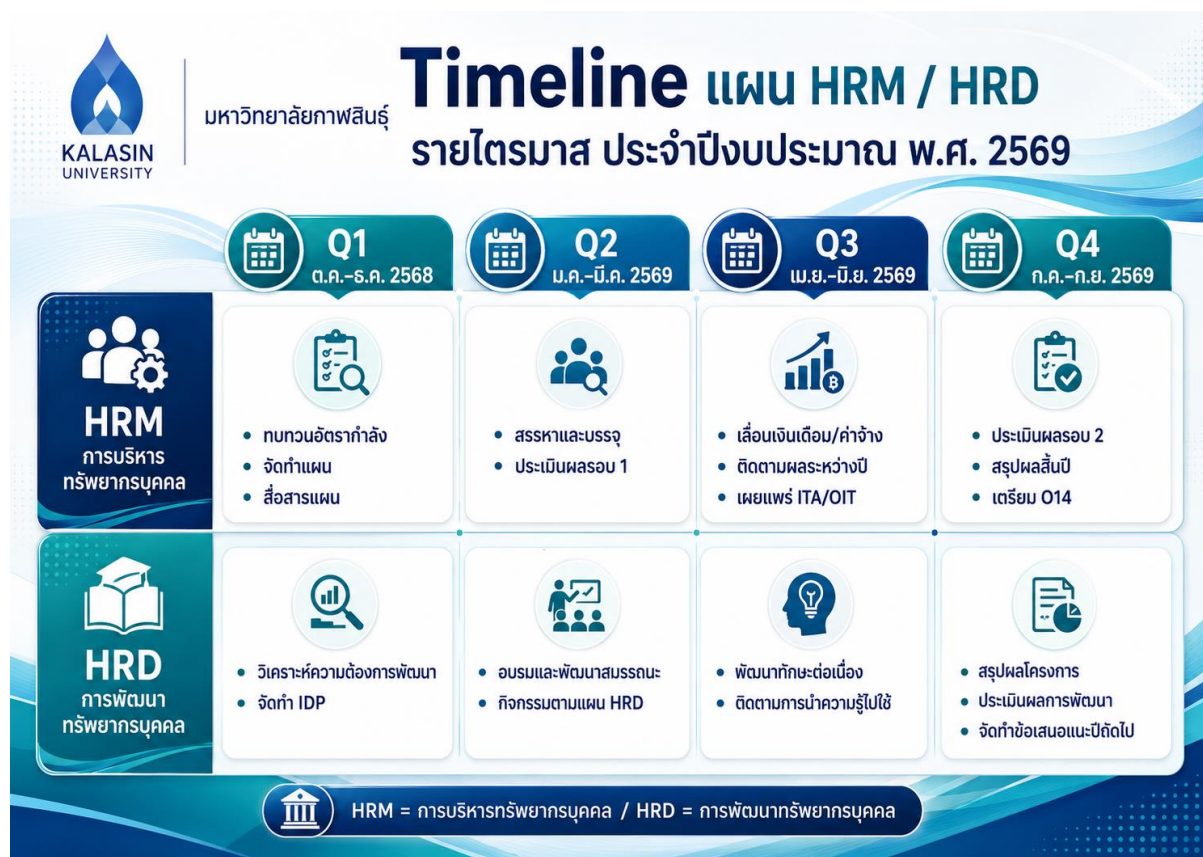 KALASIN
UNIVERSITY
มหาวิทยาลัยกาฬสินธุ์
Timeline แผน HRM / HRD
รายไตรมาส ประจำปีงบประมาณ พ.ศ. 2569
Q1
ต.ค.–ธ.ค. 2568
Q2
ม.ค.–มี.ค. 2569
Q3
เม.ย.–มิ.ย. 2569
Q4
ก.ค.–ก.ย. 2569
HRM
การบริหาร
ทรัพยากรบุคคล
• ทบทวนอัตรากำลัง
• จัดทำแผน
• สื่อสารแผน
• สรรหาและบรรจุ
• ประเมินผลรอบ 1
• เลื่อนเงินเดือน/ค่าจ้าง
• ติดตามผลระหว่างปี
• เผยแพร่ ITA/OIT
• ประเมินผลรอบ 2
• สรุปผลสิ้นปี
• เตรียม O14
HRD
การพัฒนา
ทรัพยากรบุคคล
• วิเคราะห์ความต้องการพัฒนา
• จัดทำ IDP
• อบรมและพัฒนาสมรรถนะ
• กิจกรรมตามแผน HRD
• พัฒนาทักษะต่อเนื่อง
• ติดตามการนำความรู้ไปใช้
• สรุปผลโครงการ
• ประเมินผลการพัฒนา
• จัดทำข้อเสนอแนะปีถัดไป
HRM = การบริหารทรัพยากรบุคคล / HRD = การพัฒนาทรัพยากรบุคคล